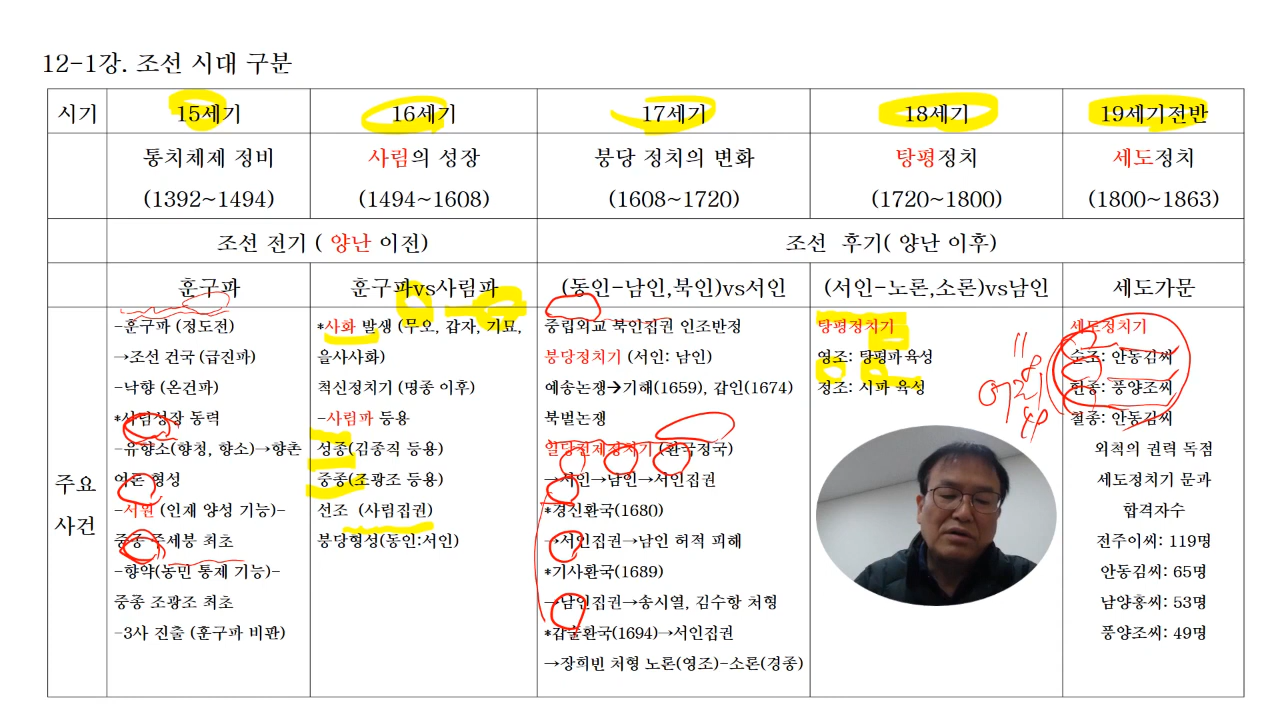 12-1강. 조선 시대 구분
시기
15세기
16세기
17세기
18세기
19세기전반
통치체제 정비
(1392~1494)
사림의 성장
(1494~1608)
붕당 정치의 변화
(1608~1720)
탕평정치
(1720~1800)
세도정치
(1800~1863)
조선 전기 ( 양난 이전)
조선 후기( 양난 이후)
훈구파
훈구파vs사림파
(동인-남인,북인)vs서인
(서인-노론,소론)vs남인
세도가문
주요
사건
-훈구파 (정도전)
→조선 건국 (급진파)
-낙향 (온건파)
*사림성장 동력
-유향소(향청, 향소)→향촌
여론 형성
-서원 (인재 양성 기능)-
중종 주세붕 최초
-향약(농민 통제 기능)-
중종 조광조 최초
-3사 진출 (훈구파 비판)
*사화 발생 (무오, 갑자, 기묘,
을사사화)
척신정치기 (명종 이후)
-사림파 등용
성종(김종직 등용)
중종(조광조 등용)
선조 (사림집권)
붕당형성(동인:서인)
중립외교 북인집권 인조반정
붕당정치기 (서인: 남인)
예송논쟁→기해(1659), 갑인(1674)
북벌논쟁
일당전제정치기 (환국정국)
→서인→남인→서인집권
*경신환국(1680)
→서인집권→남인 허적 피해
*기사환국(1689)
→남인집권→송시열, 김수항 처형
*갑술환국(1694)→서인집권
→장희빈 처형 노론(영조)-소론(경종)
탕평정치기
영조: 탕평파 육성
정조: 시파 육성
세도정치기
순조: 안동김씨
헌종: 풍양조씨
철종: 안동김씨
외척의 권력 독점
세도정치기 문과
합격자수
전주이씨: 119명
안동김씨: 65명
남양홍씨: 53명
풍양조씨: 49명